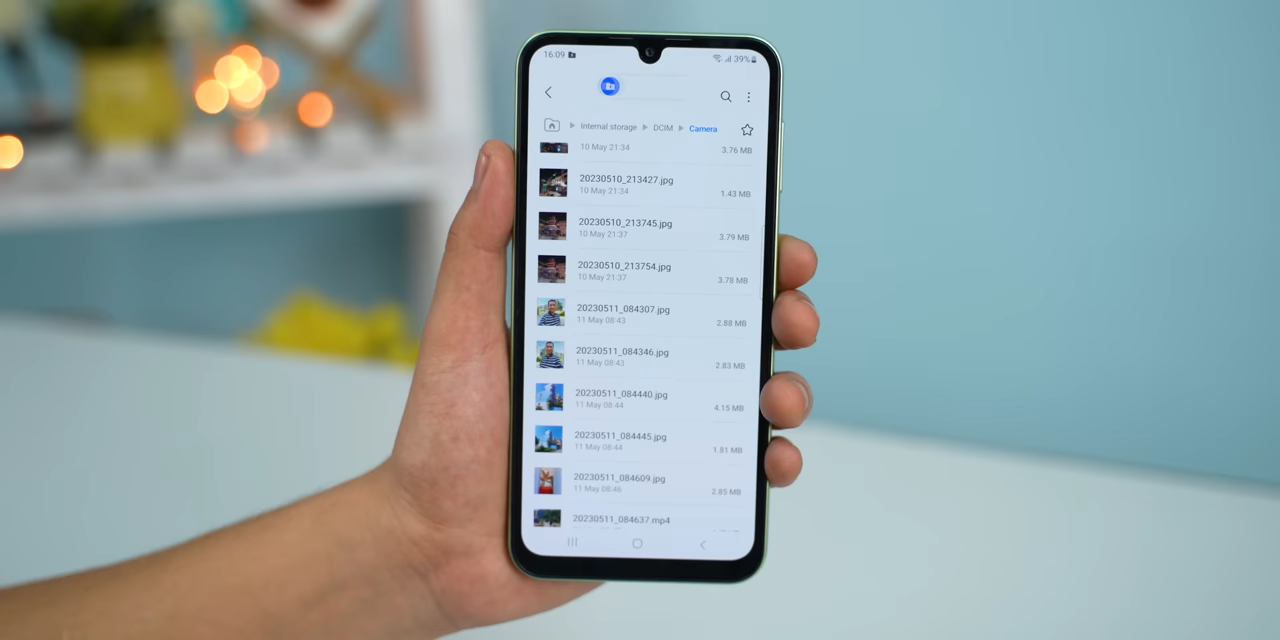 16:09
39%
Internal storage
DCIM
Camera
10 May 21:34
3.76 MB
20230510_213427.jpg
10 May 21:34
1.43 MB
20230510_213745.jpg
10 May 21:37
3.79 MB
20230510_213754.jpg
10 May 21:37
3.78 MB
20230511_084307.jpg
11 May 08:43
2.88 MB
20230511_084346.jpg
11 May 08:43
2.83 MB
20230511_084440.jpg
11 May 08:44
4.15 MB
20230511_084445.jpg
11 May 08:44
1.81 MB
20230511_084609.jpg
11 May 08:46
2.85 MB
20230511_084637.mp4